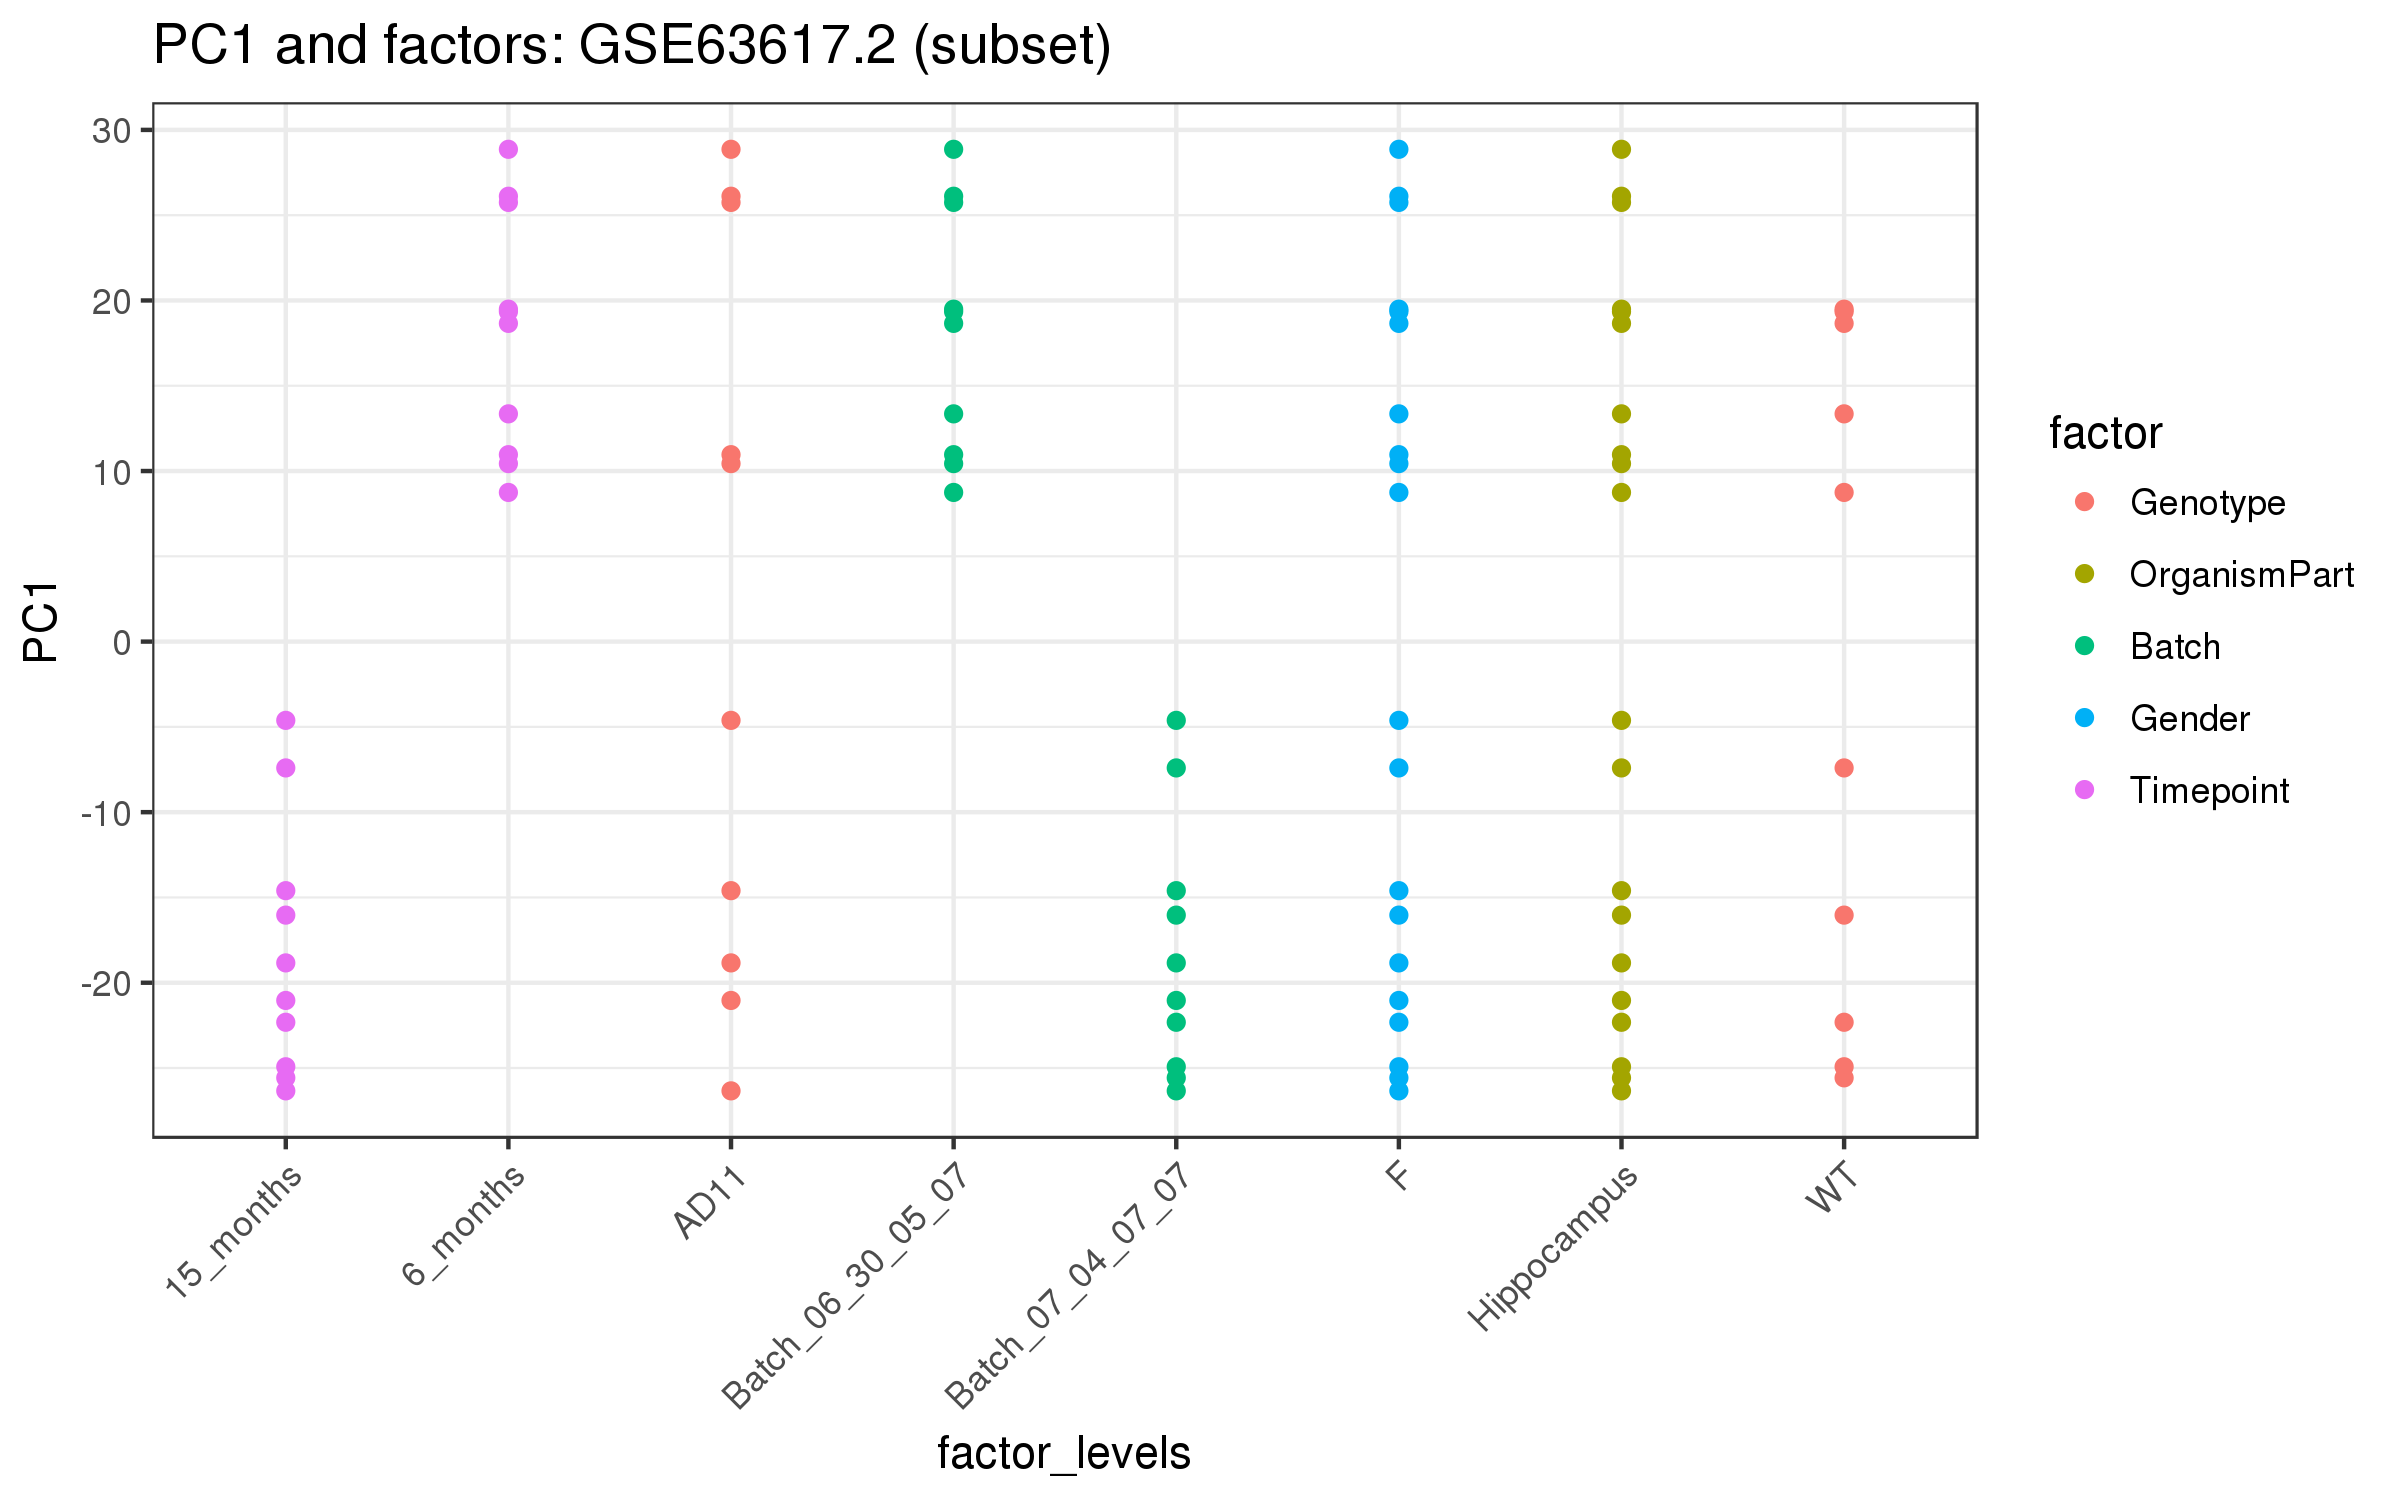 PC1 and factors: GSE63617.2 (subset)
30
20
10
0
-10
-20
PC1
15_months
6_months
AD11
Batch_06_30_05_07
Batch_07_04_07_07
F
Hippocampus
WT
factor_levels
factor
Genotype
OrganismPart
Batch
Gender
Timepoint